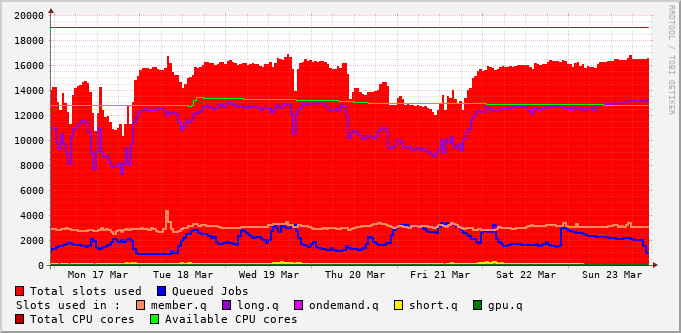 RRDTOOL / TOBI OETIKER
20000
18000
16000
14000
12000
10000
8000
6000
4000
2000
0
Mon 17 Mar Tue 18 Mar Wed 19 Mar Thu 20 Mar Fri 21 Mar Sat 22 Mar Sun 23 Mar
Total slots used Queued Jobs
Slots used in : member.q long.q ondemand.q short.q gpu.q
Total CPU cores Available CPU cores